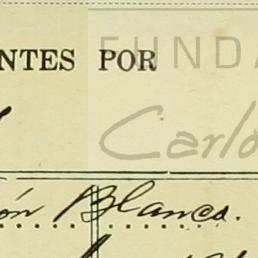 NTES POR
FUNDA
Carlo
ón Blanco.